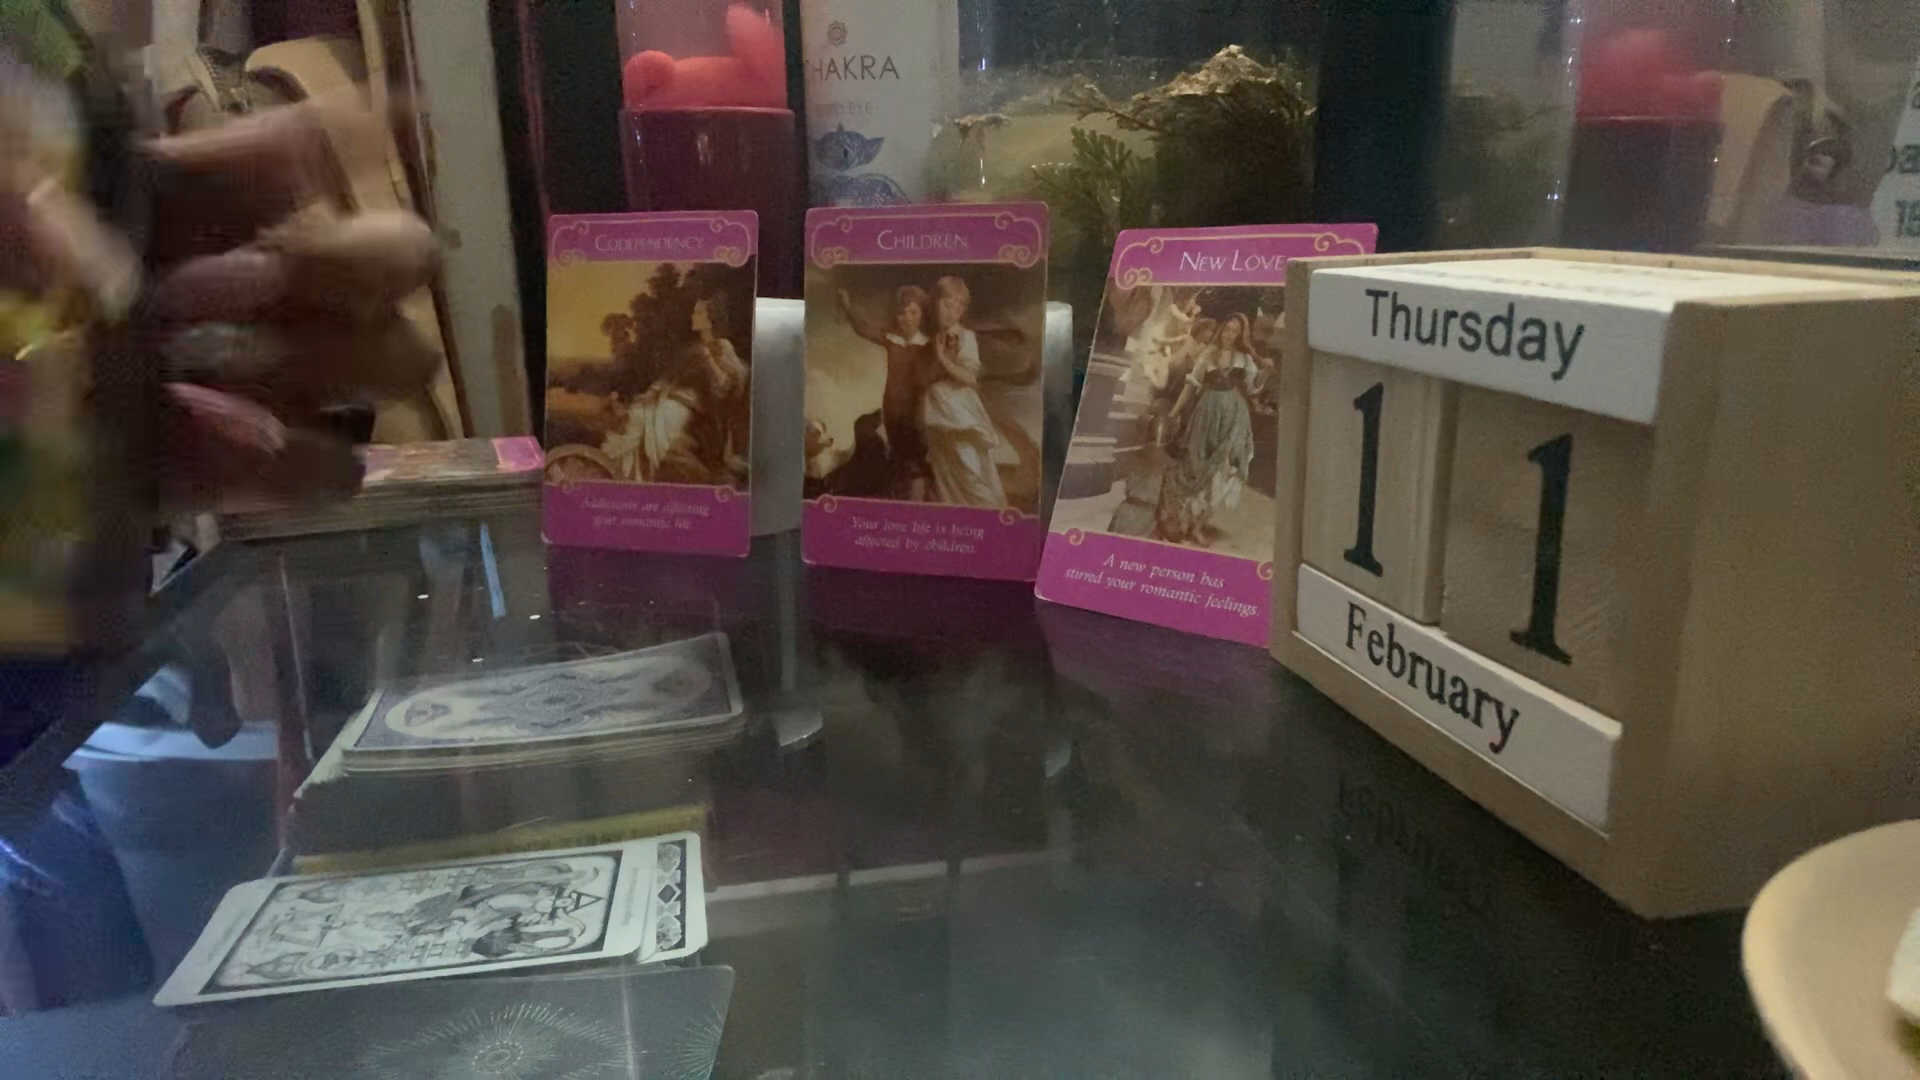 HAKRA
EYE
CODEPENDENCY
Addictions are affecting
your romantic life.
CHILDREN
Your love life is being
affected by children.
NEW LOVE
A new person has
stirred your romantic feelings.
Thursday
11
February